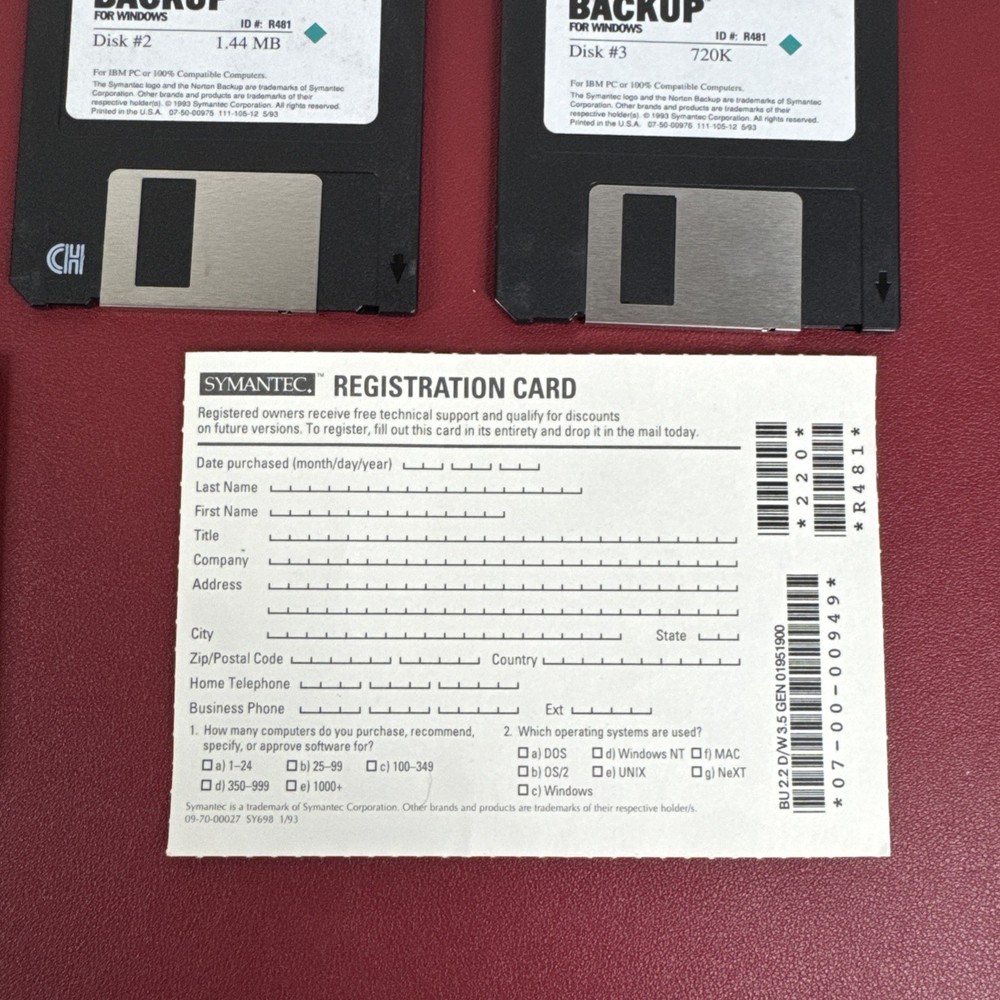 BACKUP
FOR WINDOWS
ID #: R481
Disk #2 1.44 MB
For IBM PC or 100% Compatible Computers.
The Symantec logo and the Norton Backup are trademarks of Symantec
Corporation. Other brands and products are trademarks of their
respective holder(s). © 1993 Symantec Corporation. All rights reserved.
Printed in the U.S.A. 07-50-00975 111-105-12 5/93
CH
BACKUP
FOR WINDOWS
ID #: R481
Disk #3 720K
For IBM PC or 100% Compatible Computers.
The Symantec logo and the Norton Backup are trademarks of Symantec
Corporation. Other brands and products are trademarks of their
respective holder(s). © 1993 Symantec Corporation. All rights reserved.
Printed in the U.S.A. 07-50-00976 111-105-12 5/93
SYMANTEC.™ REGISTRATION CARD
Registered owners receive free technical support and qualify for discounts
on future versions. To register, fill out this card in its entirety and drop it in the mail today.
Date purchased (month/day/year)
Last Name
First Name
Title
Company
Address
City State
Zip/Postal Code Country
Home Telephone
Business Phone Ext
1. How many computers do you purchase, recommend,
specify, or approve software for?
a) 1–24 b) 25–99 c) 100–349
d) 350–999 e) 1000+
2. Which operating systems are used?
a) DOS d) Windows NT f) MAC
b) OS/2 e) UNIX g) NeXT
c) Windows
Symantec is a trademark of Symantec Corporation. Other brands and products are trademarks of their respective holder/s.
09-70-00027 SY698 1/93
*220*
*R481*
BU 2.2 D/W 3.5 GEN 01951900
*07-00-00949*